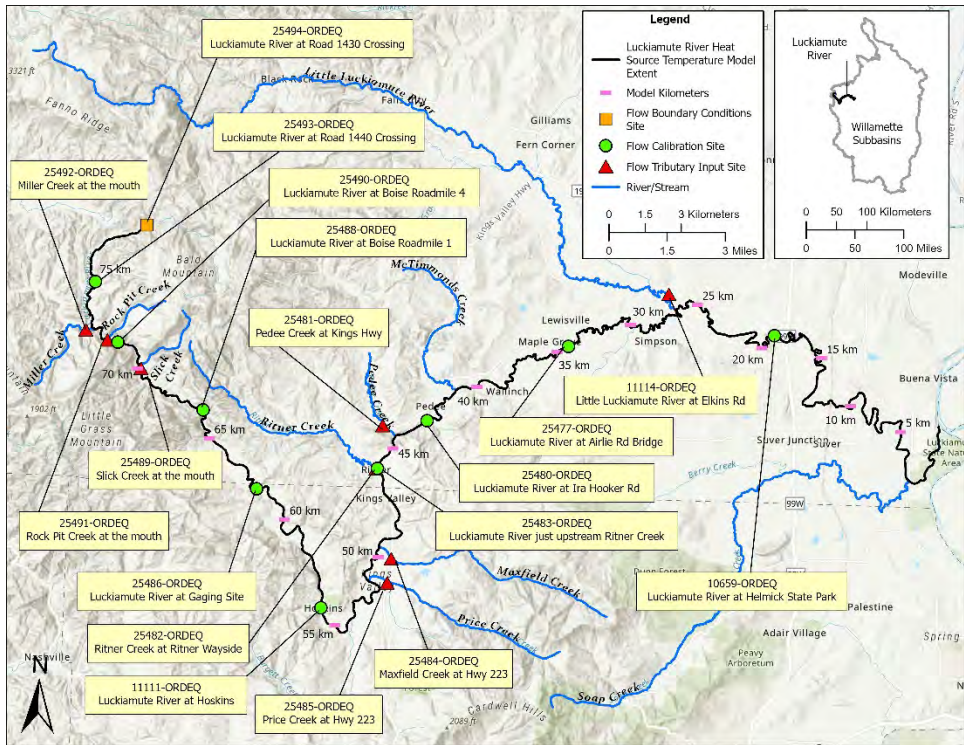 25494-ORDEQ
Luckiamute River at Road 1430 Crossing
25493-ORDEQ
Luckiamute River at Road 1440 Crossing
25492-ORDEQ
Miller Creek at the mouth
25490-ORDEQ
Luckiamute River at Boise Roadmile 4
25488-ORDEQ
Luckiamute River at Boise Roadmile 1
25481-ORDEQ
Pedee Creek at Kings Hwy
Legend
Luckiamute River Heat
Source Temperature Model
Extent
Model Kilometers
Flow Boundary Conditions
Site
Flow Calibration Site
Flow Tributary Input Site
River/Stream
0 1.5 3 Kilometers
0 1.5 3 Miles
Luckiamute
River
Willamette
Subbasins
0 50 100 Kilometers
0 50 100 Miles
3321 ft
Fanno Ridge
Black Rock
Falls
Little Luckiamute River
Gilliams
Fern Corner
Kings Valley Hwy
River Rd S
Modeville
75 km
Bald
Mountain
Rock Pit Creek
Miller Creek
70 km
Slick
Creek
1902 ft
Little
Grass
Mountain
65 km
Ritner Creek
McTimmonds
Creek
Pedee Creek
Pedee
40 km
Walinch
Maple Gr
Lewisville
35 km
30 km
Simpson
25 km
20 km
15 km
10 km
5 km
Buena Vista
Suver Junction
Suver
Luckiam
State Nat
Area
Berry Creek
99W
45 km
Kings Valley
60 km
50 km
55 km
Maxfield Creek
Price Creek
Soap Creek
Dunn Forest
Palestine
Adair Village
Peavy
Arboretum
Spring
Nashville
2089 ft
Cardwell Hills
N
25489-ORDEQ
Slick Creek at the mouth
25491-ORDEQ
Rock Pit Creek at the mouth
25486-ORDEQ
Luckiamute River at Gaging Site
25482-ORDEQ
Ritner Creek at Ritner Wayside
11111-ORDEQ
Luckiamute River at Hoskins
25485-ORDEQ
Price Creek at Hwy 223
25484-ORDEQ
Maxfield Creek at Hwy 223
11114-ORDEQ
Little Luckiamute River at Elkins Rd
25477-ORDEQ
Luckiamute River at Airlie Rd Bridge
25480-ORDEQ
Luckiamute River at Ira Hooker Rd
25483-ORDEQ
Luckiamute River just upstream Ritner Creek
10659-ORDEQ
Luckiamute River at Helmick State Park